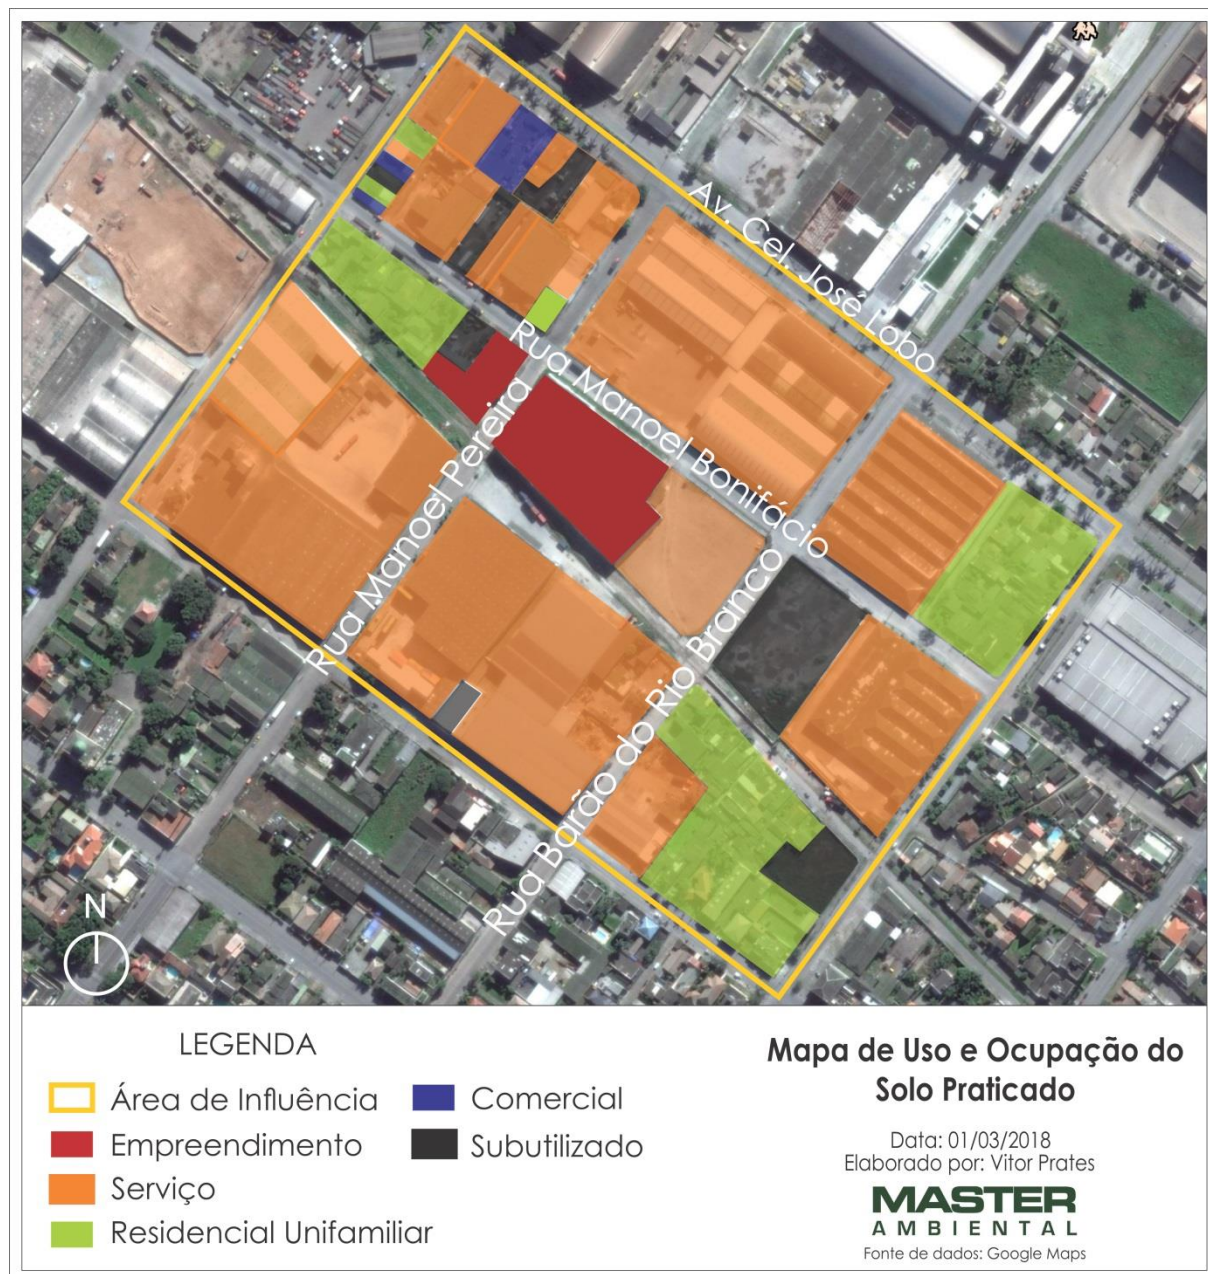 Av. Cel. José Lobo
Rua Manoel Bonifácio
Rua Manoel Pereira
Rua Barão do Rio Branco
N
LEGENDA
Área de Influência
Empreendimento
Serviço
Residencial Unifamiliar
Comercial
Subutilizado
Mapa de Uso e Ocupação do
Solo Praticado
Data: 01/03/2018
Elaborado por: Vitor Prates
MASTER
AMBIENTAL
Fonte de dados: Google Maps